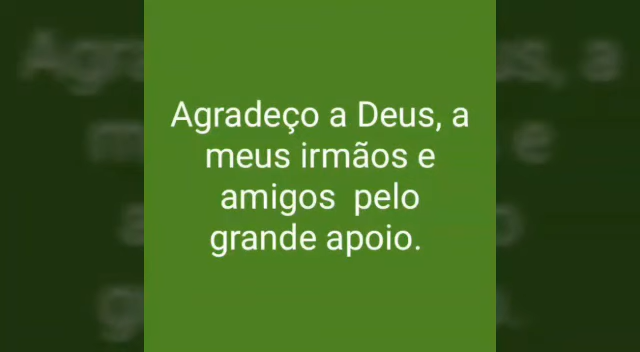 Agradeço a Deus, a
meus irmãos e
amigos  pelo
grande apoio.